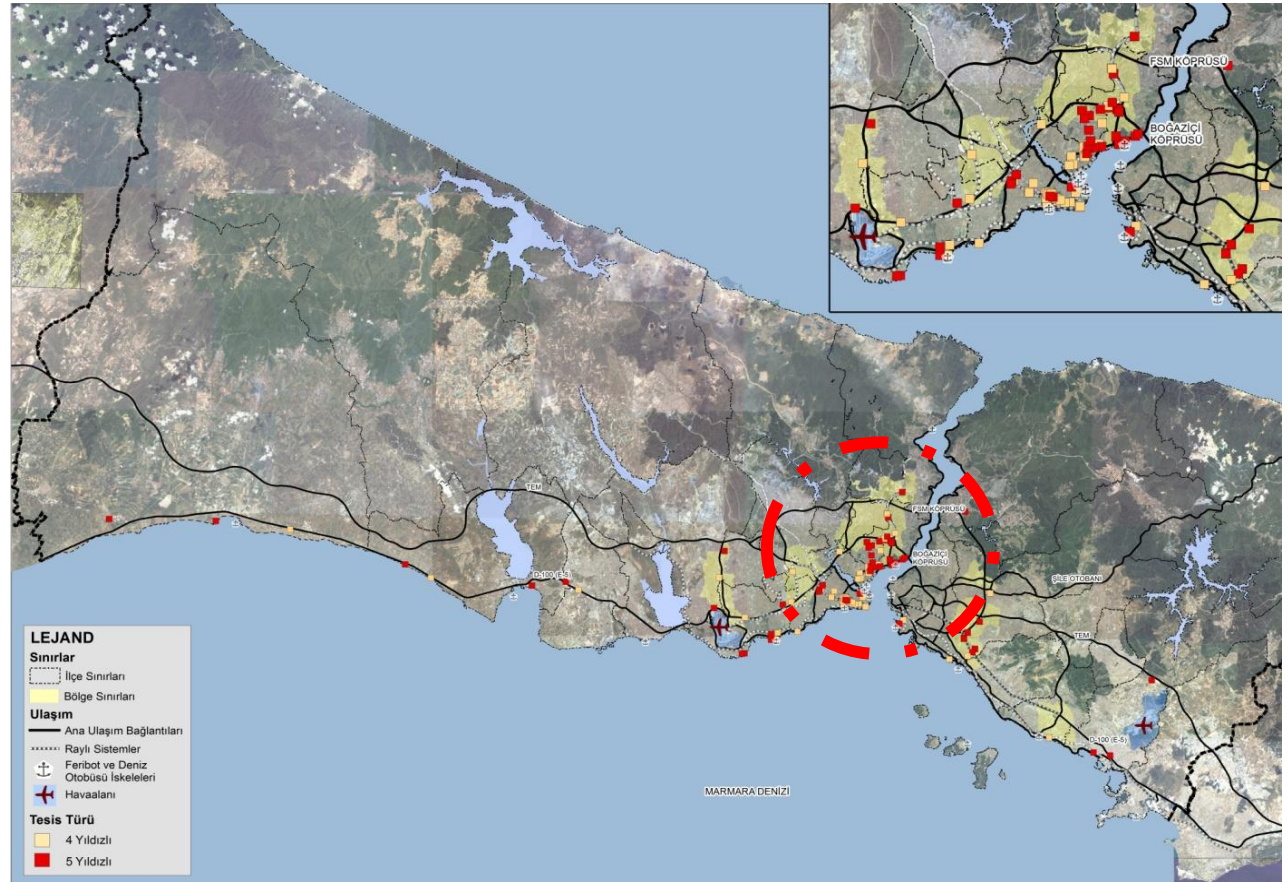 FSM KÖPRÜSÜ
BOĞAZİÇİ
KÖPRÜSÜ
TEM
FSM KÖPRÜSÜ
BOĞAZİÇİ
KÖPRÜSÜ
D-100 (E-5)
ŞİLE OTOBANI
TEM
D-100 (E-5)
MARMARA DENİZİ
LEJAND
Sınırlar
İlçe Sınırları
Bölge Sınırları
Ulaşım
Ana Ulaşım Bağlantıları
Raylı Sistemler
Feribot ve Deniz
Otobüsü İskeleleri
Havaalanı
Tesis Türü
4 Yıldızlı
5 Yıldızlı